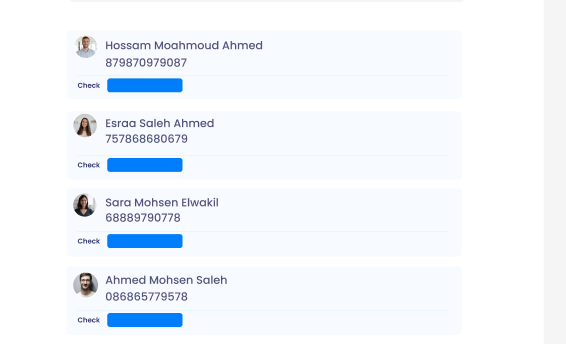 Hossam Moahmoud Ahmed
879870979087
Check
Esraa Saleh Ahmed
757868680679
Check
Sara Mohsen Elwakil
68889790778
Check
Ahmed Mohsen Saleh
086865779578
Check